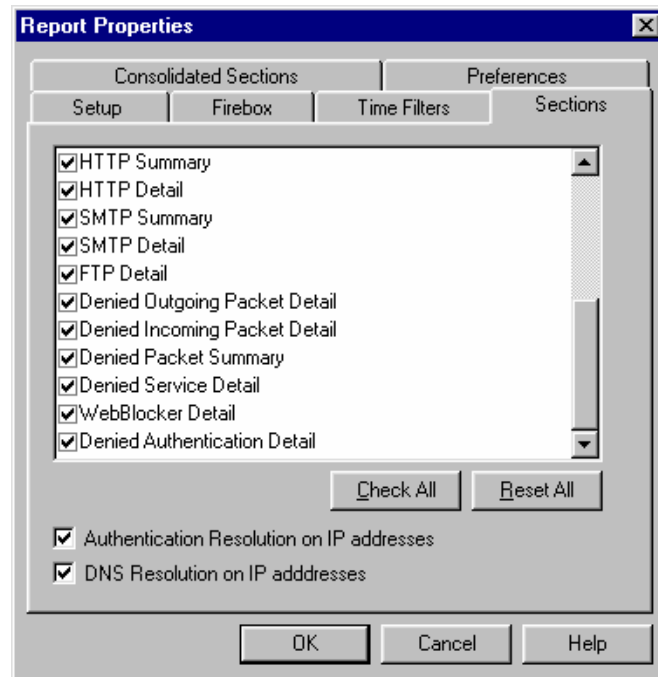 Report Properties
Consolidated Sections Preferences
Setup Firebox Time Filters Sections
HTTP Summary
HTTP Detail
SMTP Summary
SMTP Detail
FTP Detail
Denied Outgoing Packet Detail
Denied Incoming Packet Detail
Denied Packet Summary
Denied Service Detail
WebBlocker Detail
Denied Authentication Detail
Check All Reset All
Authentication Resolution on IP addresses
DNS Resolution on IP adddresses
OK Cancel Help